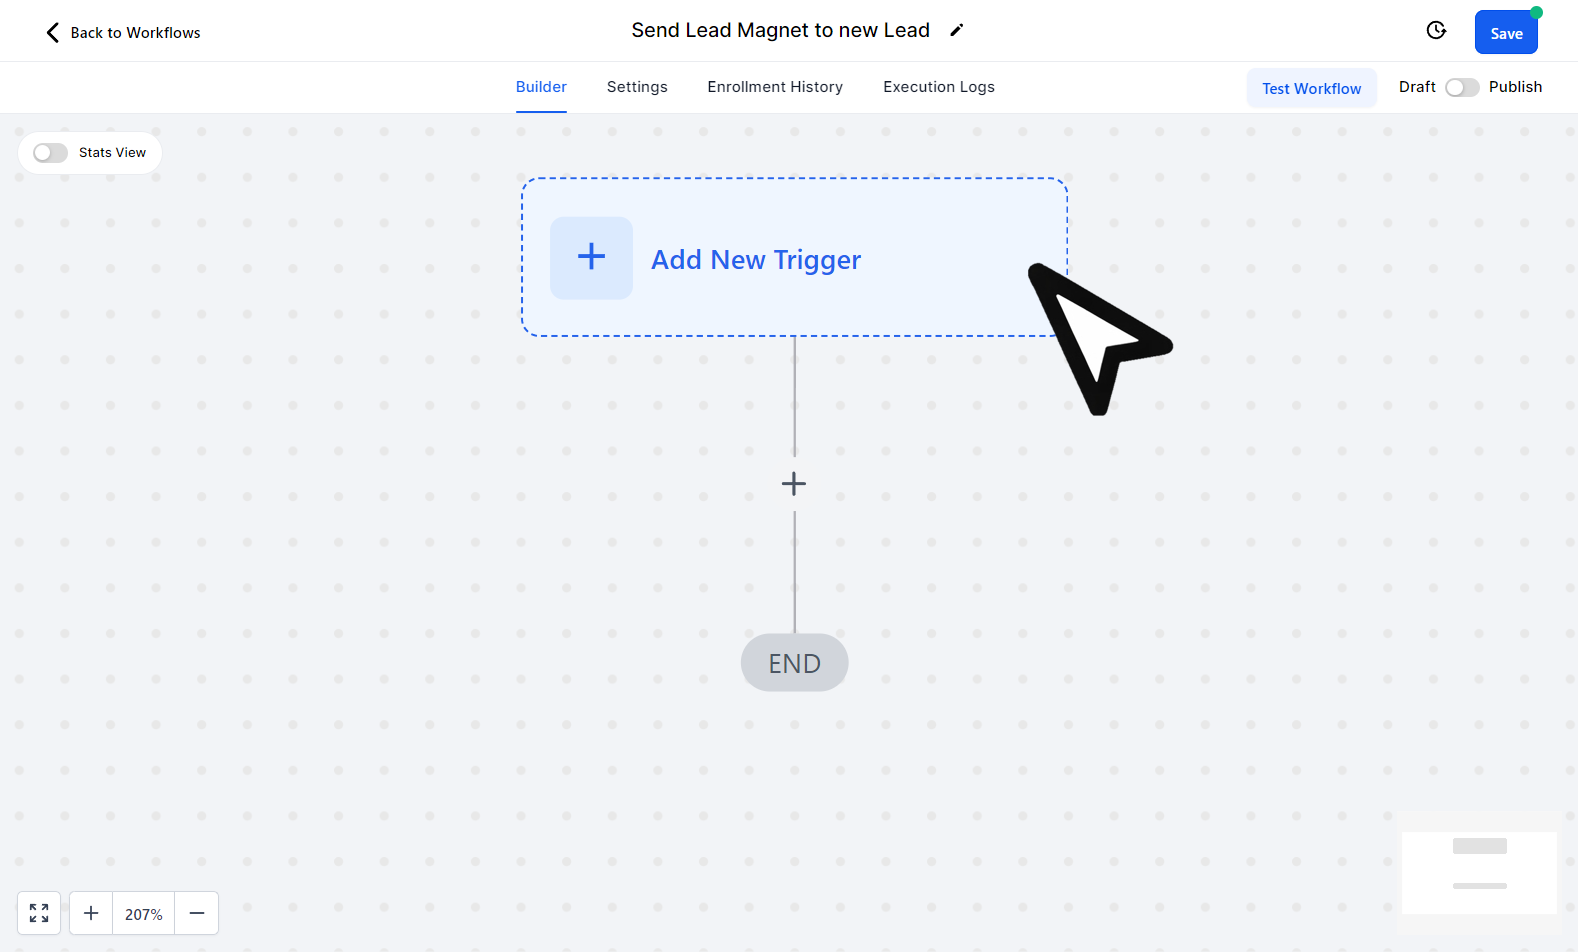 Back to Workflows
Send Lead Magnet to new Lead
Save
Builder
Settings
Enrollment History
Execution Logs
Test Workflow
Draft
Publish
Stats View
Add New Trigger
END
207%